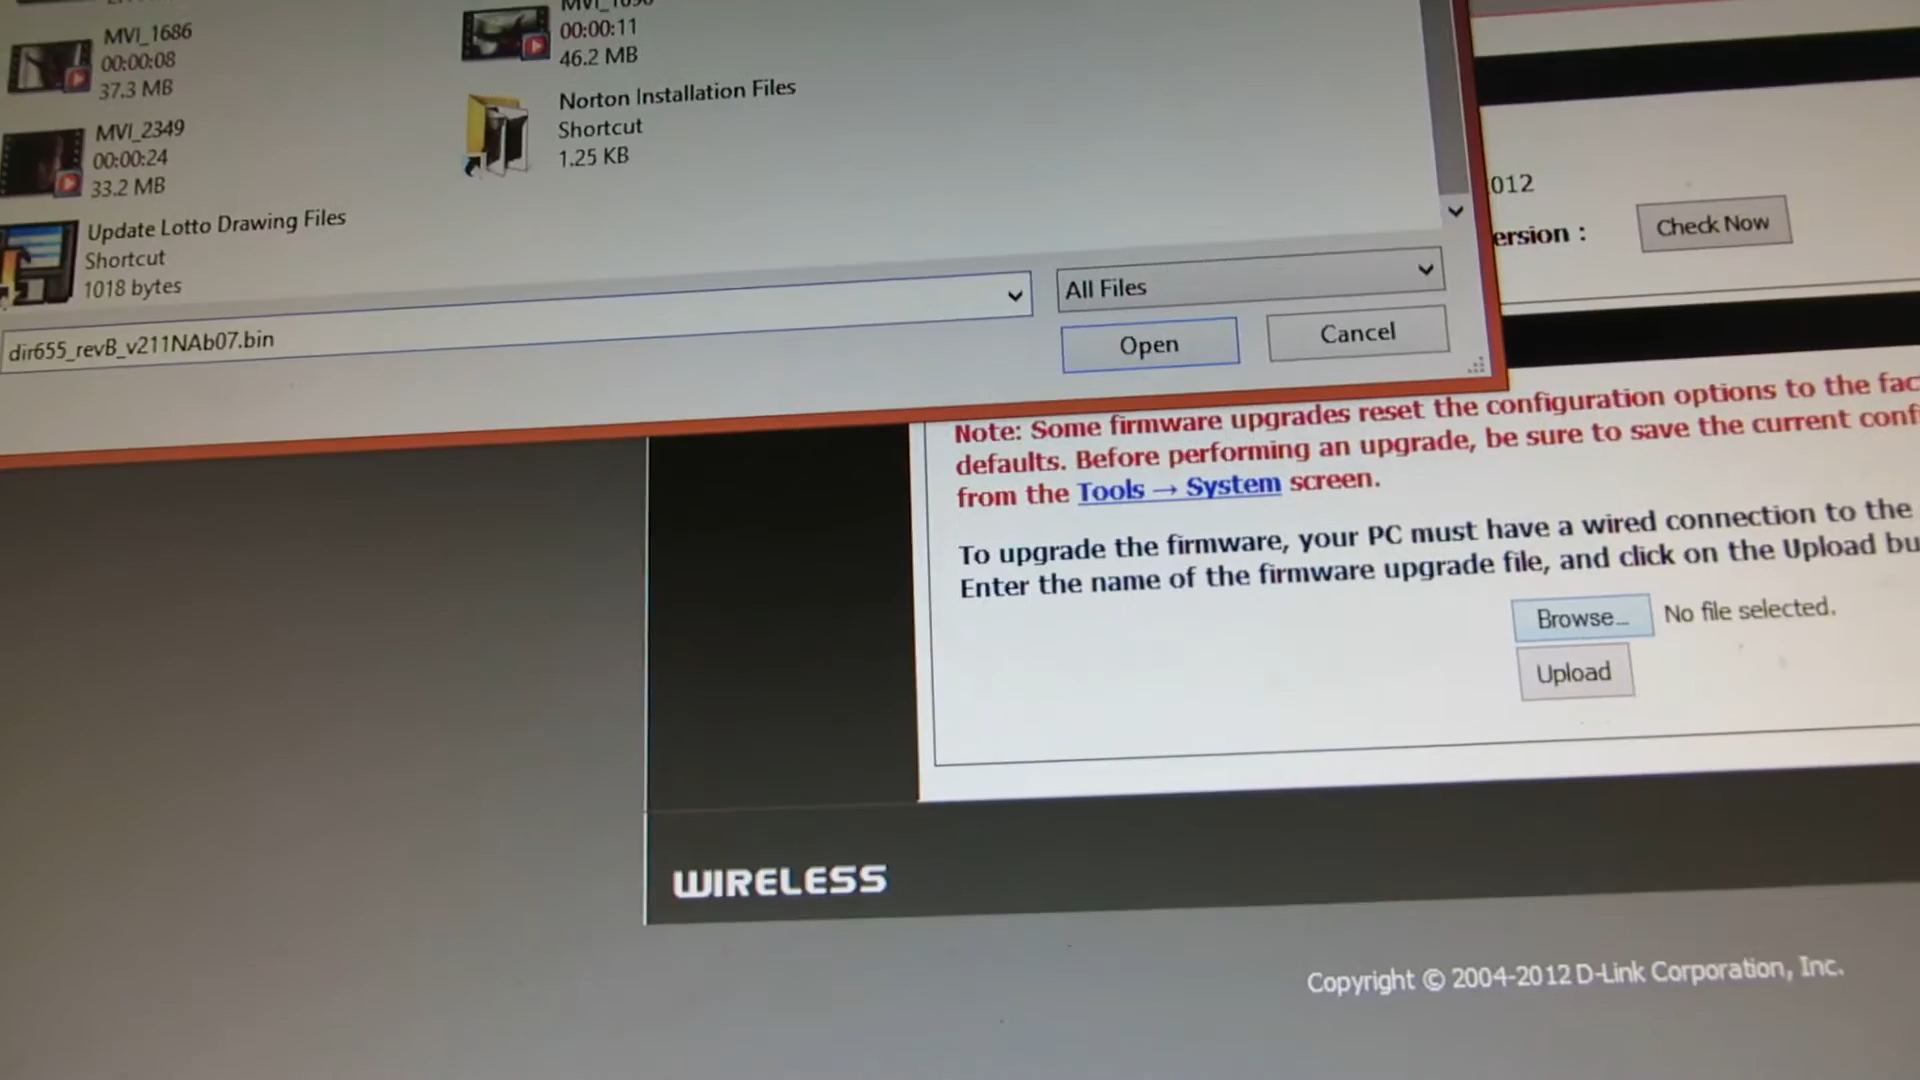 MVI_1686
00:00:08
37.3 MB
MVI_2349
00:00:24
33.2 MB
Update Lotto Drawing Files
Shortcut
1018 bytes
00:00:11
46.2 MB
Norton Installation Files
Shortcut
1.25 KB
dir655_revB_v211NAb07.bin
All Files
Open
Cancel
012
ersion :
Check Now
Note: Some firmware upgrades reset the configuration options to the fac
defaults. Before performing an upgrade, be sure to save the current conf
from the Tools → System screen.
To upgrade the firmware, your PC must have a wired connection to the
Enter the name of the firmware upgrade file, and click on the Upload bu
Browse...
No file selected.
Upload
WIRELESS
Copyright © 2004-2012 D-Link Corporation, Inc.